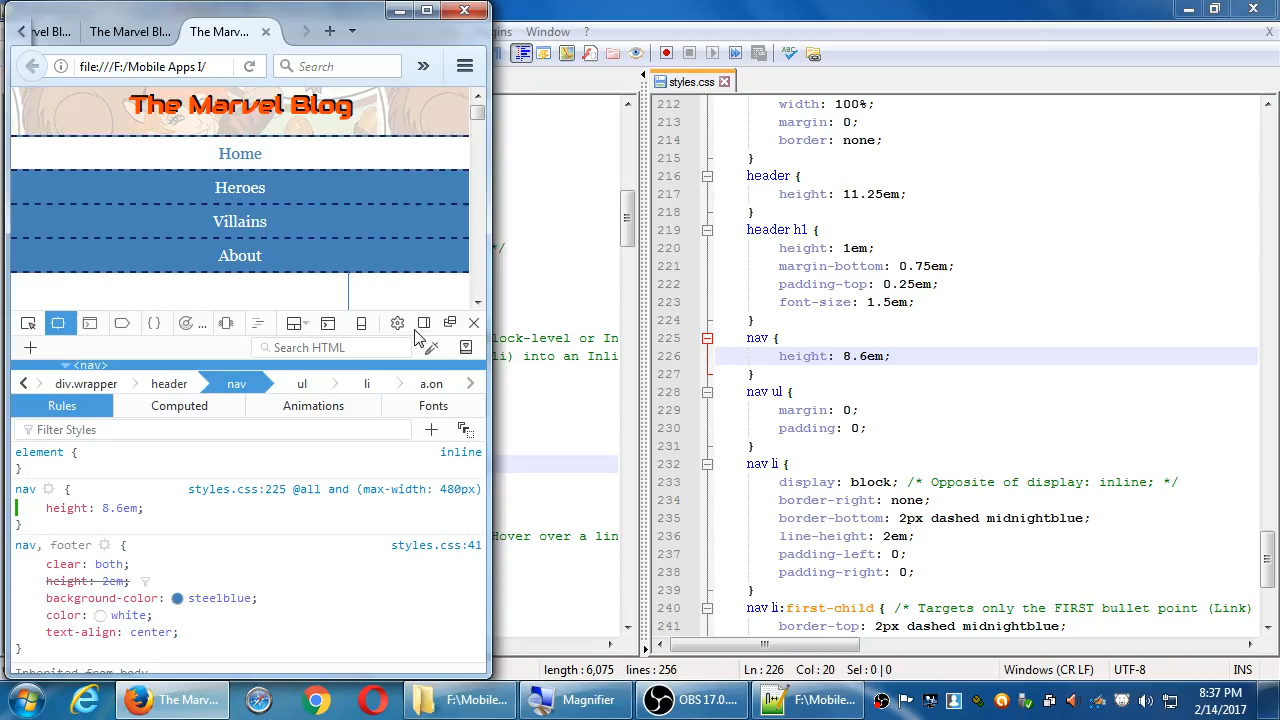 rvel Blo...
The Marvel Bl...
The Marv...
file:///F:/Mobile Apps I/
Search
The Marvel Blog
Home
Heroes
Villains
About
Search HTML
<nav>
div.wrapper
header
nav
ul
li
a.on
Rules
Computed
Animations
Fonts
Filter Styles
element {
inline
}
nav {
styles.css:225 @all and (max-width: 480px)
height: 8.6em;
}
nav, footer {
styles.css:41
clear: both;
height: 2em;
background-color: steelblue;
color: white;
text-align: center;
}
Inherited from body
gins
Window
?
X
*/
ock-level or In
li) into an Inli
Hover over a lin
styles.css
212 width: 100%;
213 margin: 0;
214 border: none;
215 }
216 header {
217 height: 11.25em;
218 }
219 header h1 {
220 height: 1em;
221 margin-bottom: 0.75em;
222 padding-top: 0.25em;
223 font-size: 1.5em;
224 }
225 nav {
226 height: 8.6em;
227 }
228 nav ul {
229 margin: 0;
230 padding: 0;
231 }
232 nav li {
233 display: block; /* Opposite of display: inline; */
234 border-right: none;
235 border-bottom: 2px dashed midnightblue;
236 line-height: 2em;
237 padding-left: 0;
238 padding-right: 0;
239 }
240 nav li:first-child { /* Targets only the FIRST bullet point (Link)
241 border-top: 2px dashed midnightblue;
length : 6,075 lines : 256
Ln : 226 Col : 20 Sel : 0 | 0
Windows (CR LF)
UTF-8
INS
The Marv...
F:\Mobile...
Magnifier
OBS 17.0....
F:\Mobile...
8:37 PM
2/14/2017